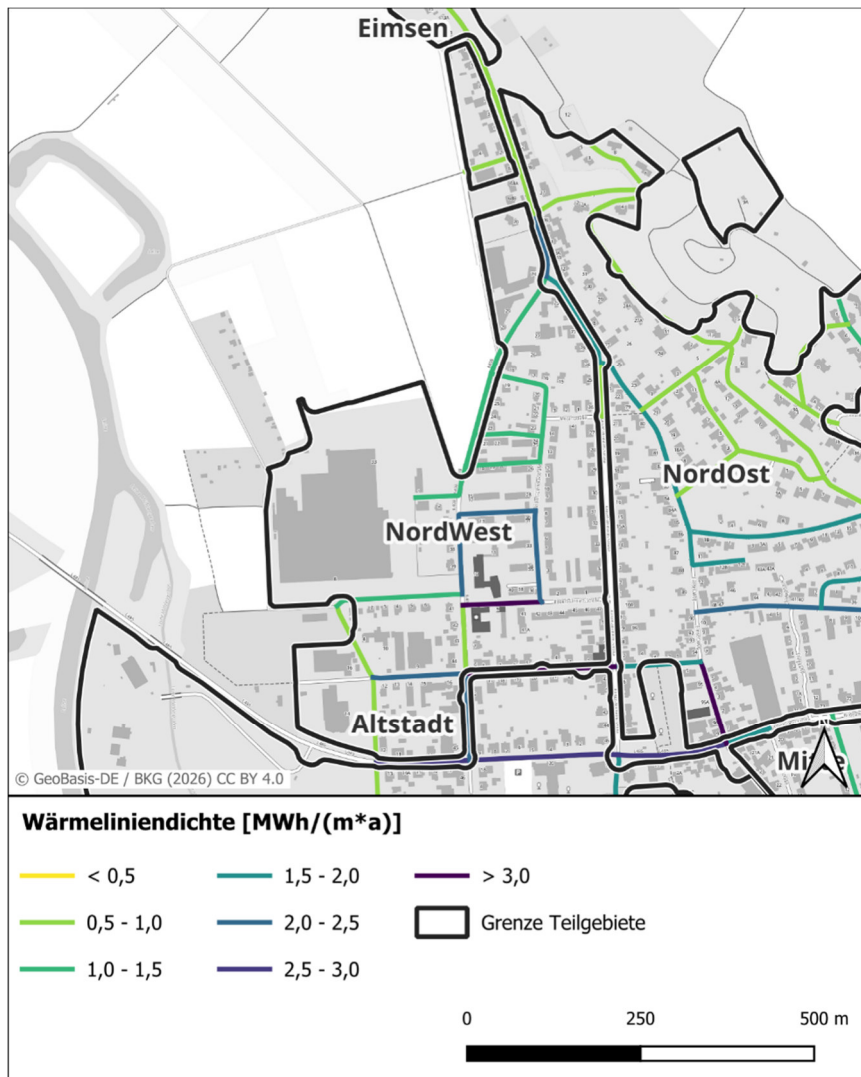 Eimsen
NordOst
NordWest
Altstadt
Mitte
© GeoBasis-DE / BKG (2026) CC BY 4.0
Wärmeliniendichte [MWh/(m*a)]
< 0,5
1,5 - 2,0
> 3,0
0,5 - 1,0
2,0 - 2,5
Grenze Teilgebiete
1,0 - 1,5
2,5 - 3,0
0
250
500 m